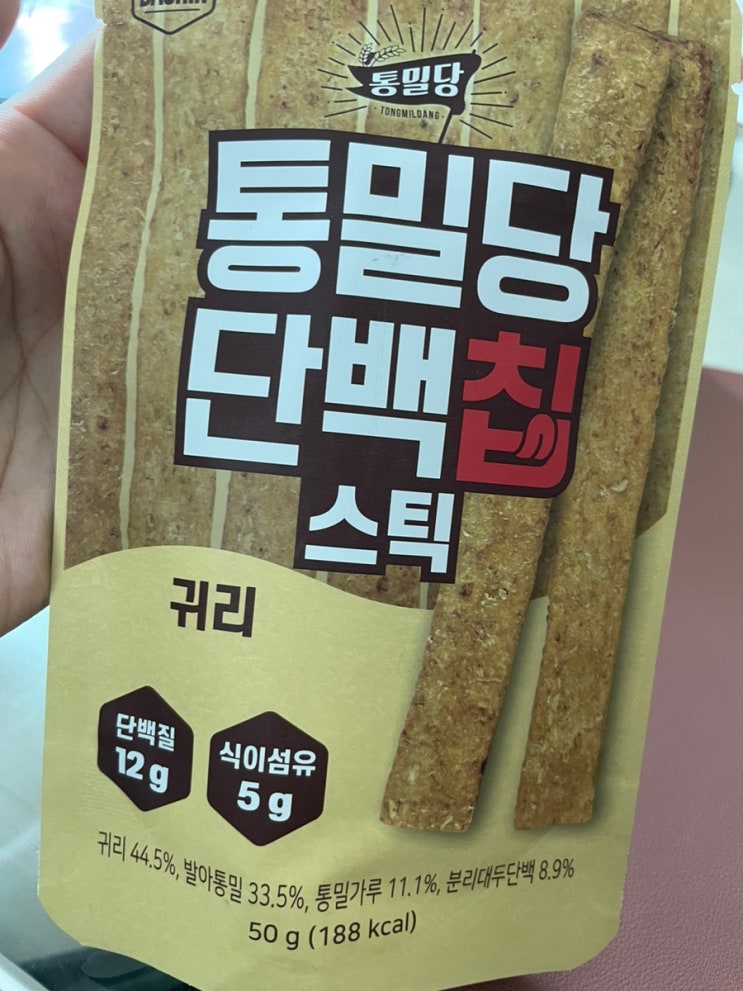 통밀당
· TONGMILDANG ·
통밀당
단백칩
스틱
귀리
단백질
12 g
식이섬유
5 g
귀리 44.5%, 발아통밀 33.5%, 통밀가루 11.1%, 분리대두단백 8.9%
50 g (188 kcal)